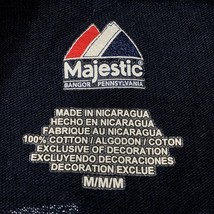 Majestic®
BANGOR PENNSYLVANIA
MADE IN NICARAGUA
HECHO EN NICARAGUA
FABRIQUE AU NICARAGUA
100% COTTON / ALGODON / COTON
EXCLUSIVE OF DECORATION
EXCLUYENDO DECORACIONES
DECORATION EXCLUE
M/M/M